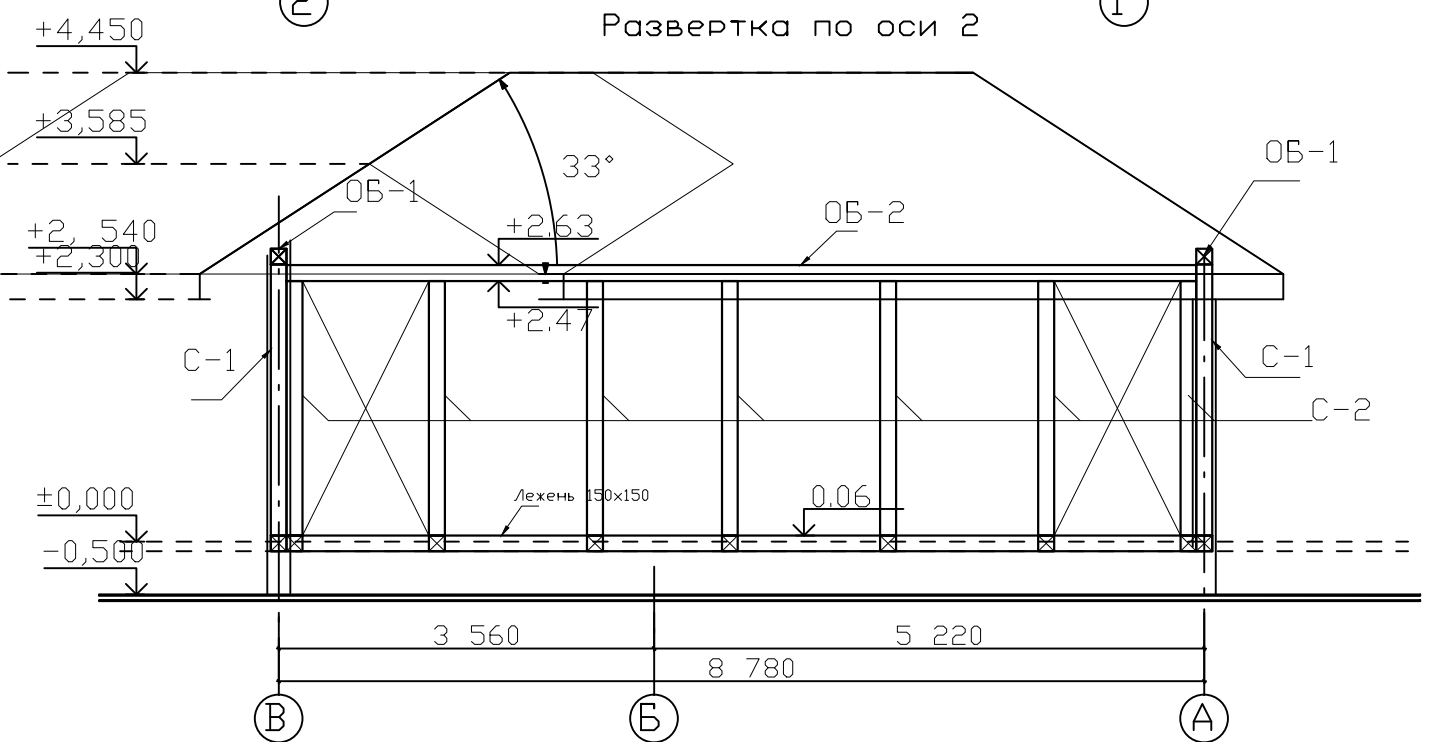 2
1
Развертка по оси 2
+4,450
+3,585
33°
ОБ-1
ОБ-1
+2, 540
+2,63
ОБ-2
+2,300
+2.47
С-1
С-1
С-2
±0,000
Лежень 150x150
0.06
-0,500
3 560
5 220
8 780
В
Б
А